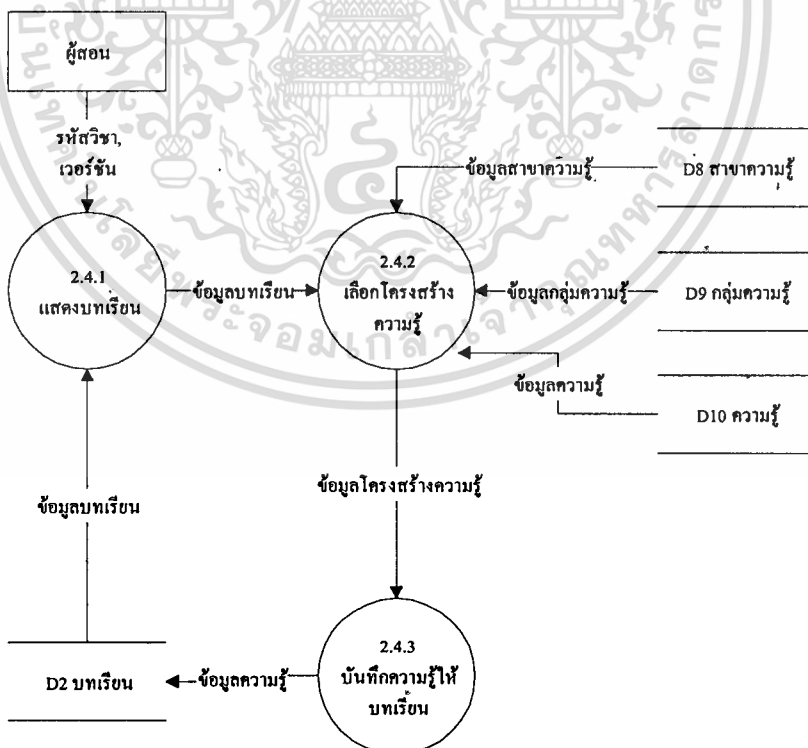 ผู้สอน
รหัสวิชา,
เวอร์ชัน
ข้อมูลสาขาความรู้
D8 สาขาความรู้
2.4.1
แสดงบทเรียน
ข้อมูลบทเรียน
2.4.2
เลือกโครงสร้าง
ความรู้
ข้อมูลกลุ่มความรู้
D9 กลุ่มความรู้
ข้อมูลความรู้
D10 ความรู้
ข้อมูลโครงสร้างความรู้
ข้อมูลบทเรียน
2.4.3
บันทึกความรู้ให้
บทเรียน
ข้อมูลความรู้
D2 บทเรียน